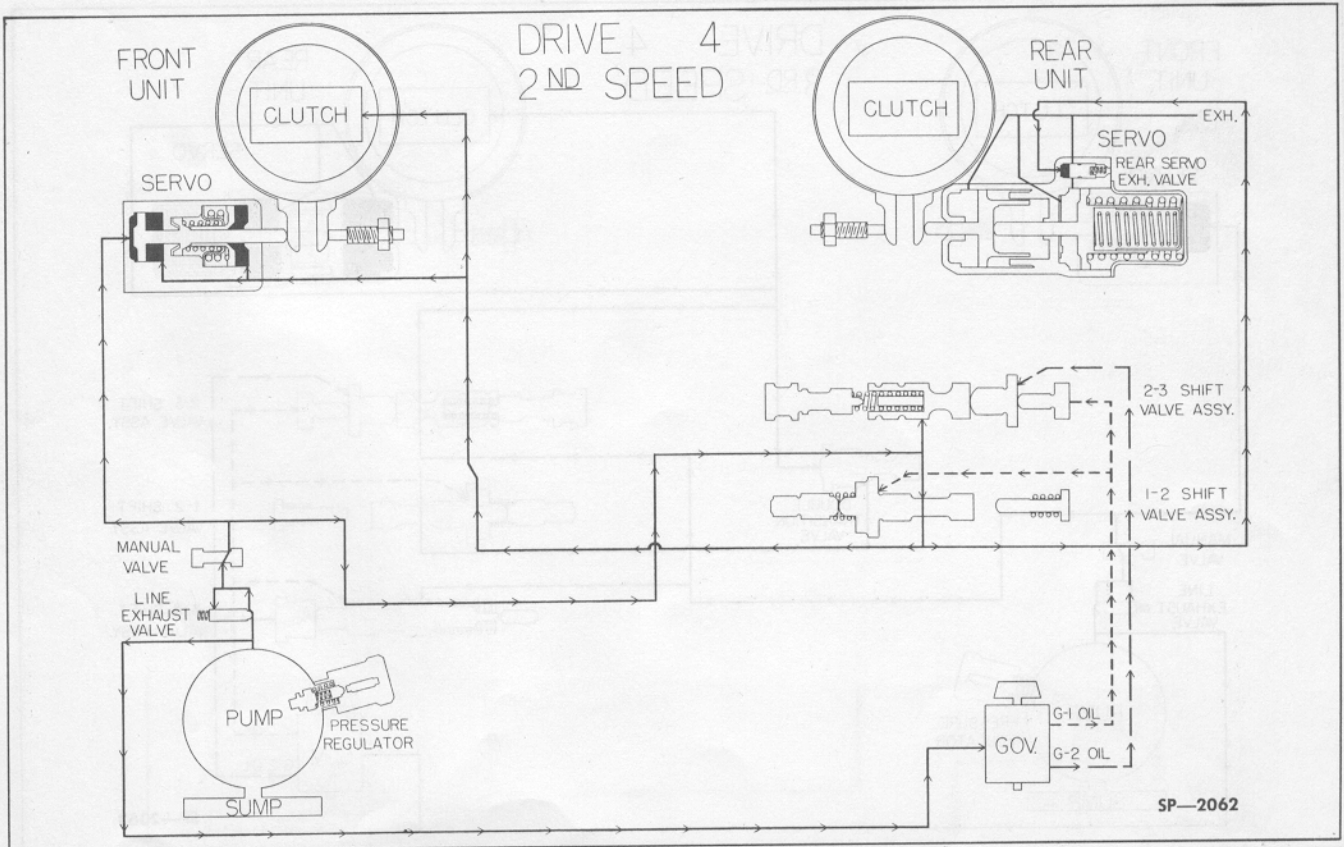 DRIVE 4
2ND SPEED
FRONT
UNIT
CLUTCH
SERVO
REAR
UNIT
CLUTCH
EXH.
SERVO
REAR SERVO
EXH. VALVE
2-3 SHIFT
VALVE ASSY.
1-2 SHIFT
VALVE ASSY.
MANUAL
VALVE
LINE
EXHAUST
VALVE
PUMP
PRESSURE
REGULATOR
SUMP
GOV.
G-1 OIL
G-2 OIL
SP—2062